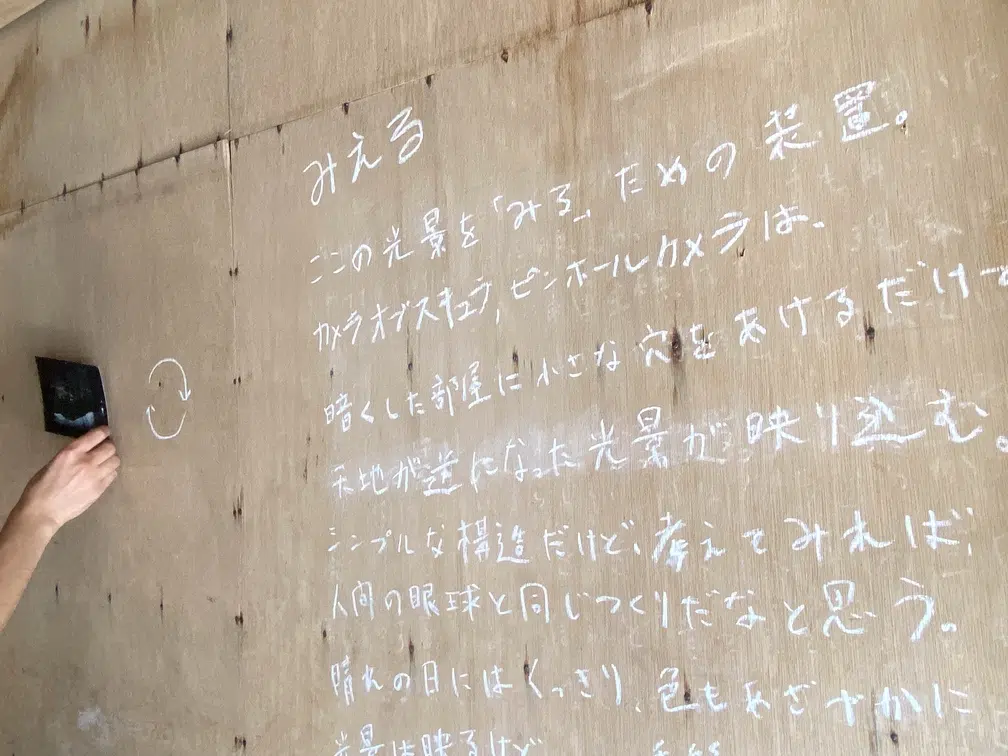 みえる
ここの光景を「みる」ための装置。
カメラオブスキュラ,ピンホールカメラは、
暗くした部屋に小さな穴をあけるだけで
天地が逆になった光景が映り込む。
シンプルな構造だけど、考えてみれば、
人間の眼球と同じつくりだなと思う。
晴れの日にはくっきり、色もあざやかに
光景は映るけど